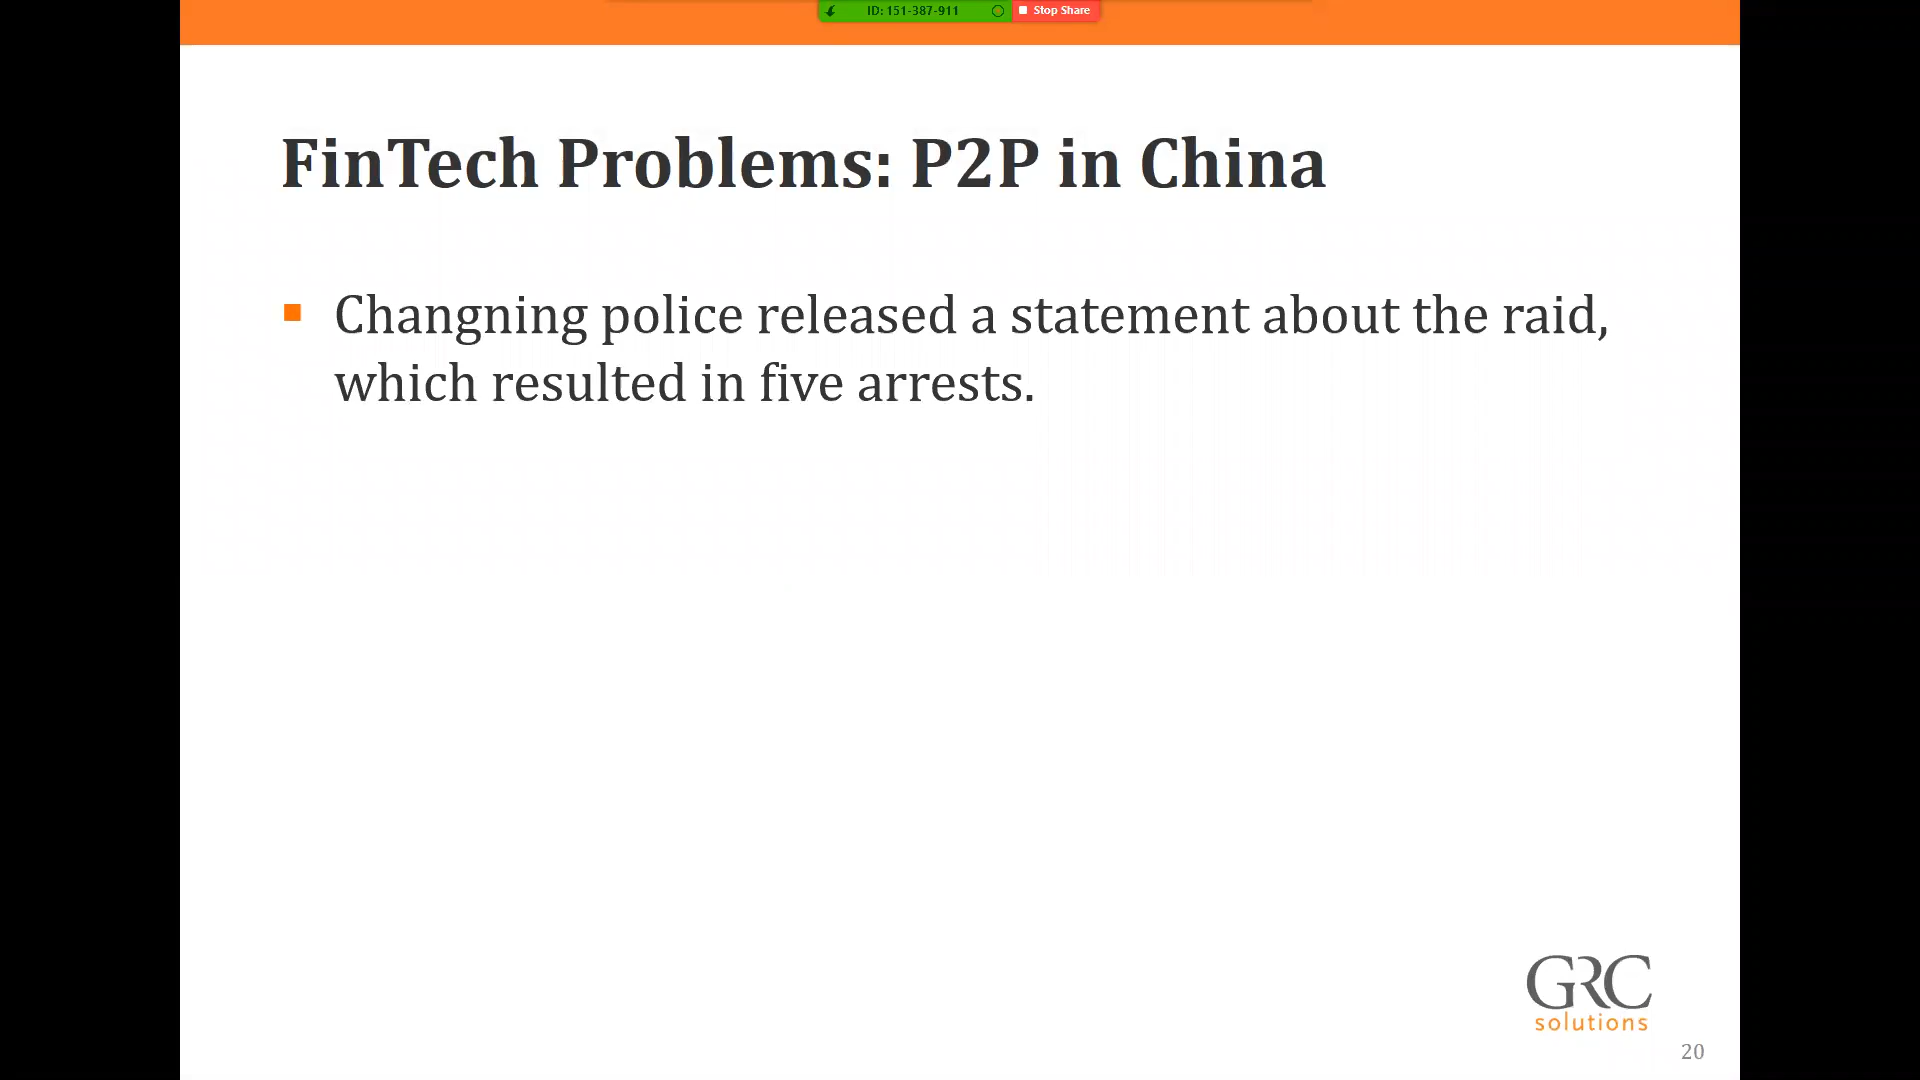 ID: 151-387-911 Stop Share
FinTech Problems: P2P in China
Changning police released a statement about the raid,
which resulted in five arrests.
GRC
solutions
20